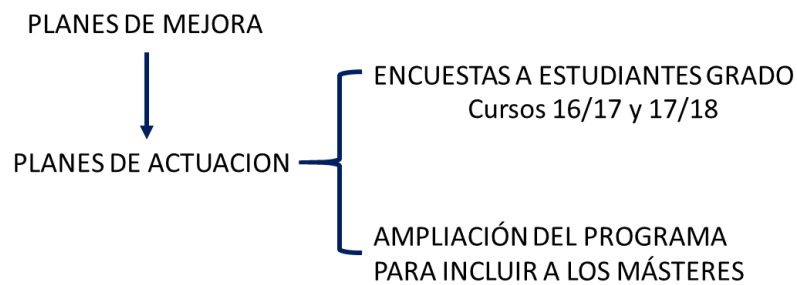 PLANES DE MEJORA
PLANES DE ACTUACION
ENCUESTAS A ESTUDIANTES GRADO
Cursos 16/17 y 17/18
AMPLIACIÓN DEL PROGRAMA
PARA INCLUIR A LOS MÁSTERES